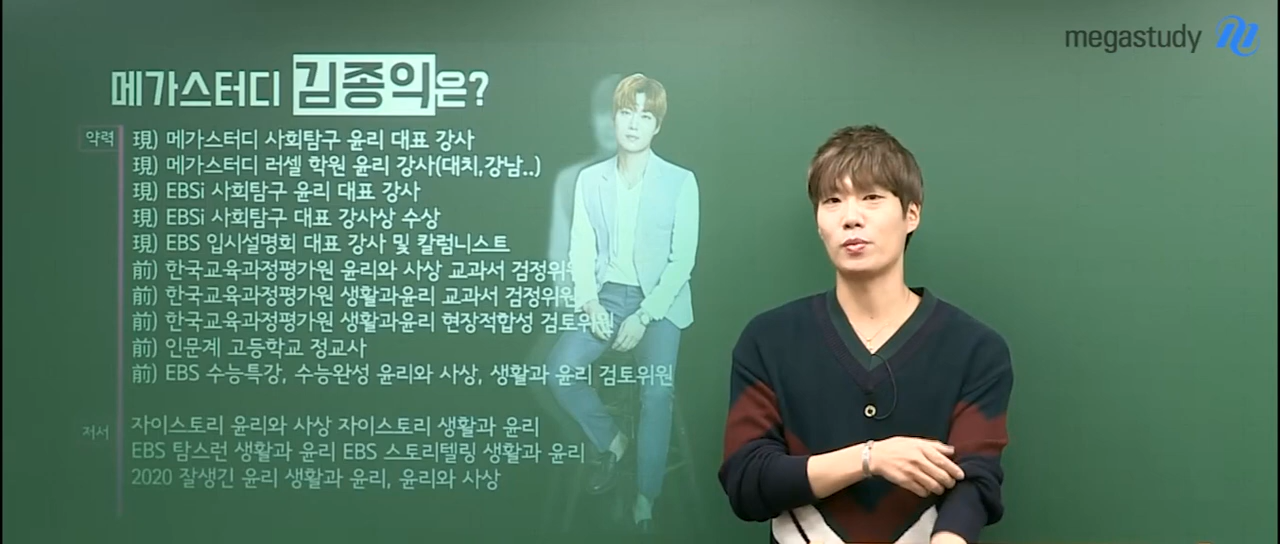 megastudy
메가스터디 김종익은?
약력
現) 메가스터디 사회탐구 윤리 대표 강사
現) 메가스터디 러셀 학원 윤리 강사(대치,강남..)
現) EBSi 사회탐구 윤리 대표 강사
現) EBSi 사회탐구 대표 강사상 수상
現) EBS 입시설명회 대표 강사 및 칼럼니스트
前) 한국교육과정평가원 윤리와 사상 교과서 검정위원
前) 한국교육과정평가원 생활과윤리 교과서 검정위원
前) 한국교육과정평가원 생활과윤리 현장적합성 검토위원
前) 인문계 고등학교 정교사
前) EBS 수능특강, 수능완성 윤리와 사상, 생활과 윤리 검토위원
저서
자이스토리 윤리와 사상 자이스토리 생활과 윤리
EBS 탐스런 생활과 윤리 EBS 스토리텔링 생활과 윤리
2020 잘생긴 윤리 생활과 윤리, 윤리와 사상